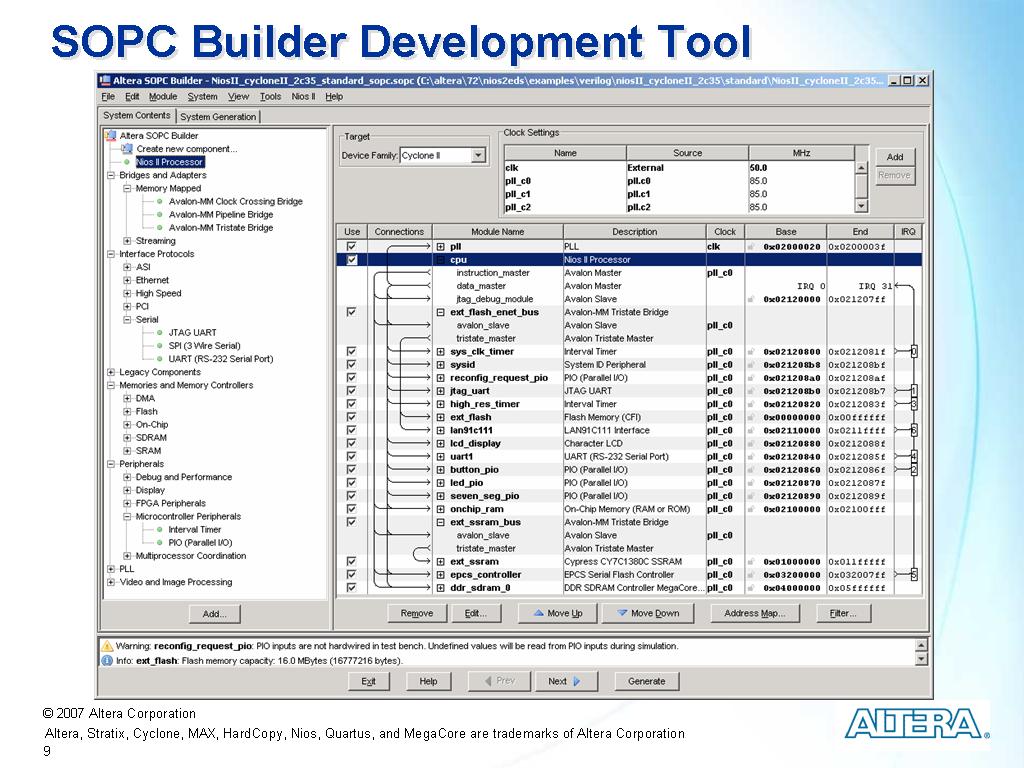 SOPC Builder Development Tool
Altera SOPC Builder - NiosII_cycloneII_2c35_standard_sopc.sopc (C:\altera\72\nios2eds\examples\verilog\niosII_cycloneII_2c35\standard\NiosII_cycloneII_2c35...
File Edit Module System View Tools Nios II Help
System Contents System Generation
Altera SOPC Builder
Create new component...
Nios II Processor
Bridges and Adapters
Memory Mapped
Avalon-MM Clock Crossing Bridge
Avalon-MM Pipeline Bridge
Avalon-MM Tristate Bridge
Streaming
Interface Protocols
ASI
Ethernet
High Speed
PCI
Serial
JTAG UART
SPI (3 Wire Serial)
UART (RS-232 Serial Port)
Legacy Components
Memories and Memory Controllers
DMA
Flash
On-Chip
SDRAM
SRAM
Peripherals
Debug and Performance
Display
FPGA Peripherals
Microcontroller Peripherals
Interval Timer
PIO (Parallel I/O)
Multiprocessor Coordination
PLL
Video and Image Processing
Add...
Target
Device Family: Cyclone II
Clock Settings
Name Source MHz
clk External 50.0
pll_c0 pll.c0 85.0
pll_c1 pll.c1 85.0
pll_c2 pll.c2 85.0
Add
Remove
Use Connections Module Name Description Clock Base End IRQ
pll PLL clk 0x02000020 0x0200003f
cpu Nios II Processor
instruction_master Avalon Master pll_c0
data_master Avalon Master IRQ 0 IRQ 31
jtag_debug_module Avalon Slave 0x02120000 0x021207ff
ext_flash_enet_bus Avalon-MM Tristate Bridge
avalon_slave Avalon Slave pll_c0
tristate_master Avalon Tristate Master
sys_clk_timer Interval Timer pll_c0 0x02120800 0x0212081f 0
sysid System ID Peripheral pll_c0 0x021208b8 0x021208bf
reconfig_request_pio PIO (Parallel I/O) pll_c0 0x021208a0 0x021208af
jtag_uart JTAG UART pll_c0 0x021208b0 0x021208b7 1
high_res_timer Interval Timer pll_c0 0x02120820 0x0212083f 3
ext_flash Flash Memory (CFI) pll_c0 0x00000000 0x00ffffff
lan91c111 LAN91C111 Interface pll_c0 0x02110000 0x0211ffff 6
lcd_display Character LCD pll_c0 0x02120880 0x0212088f
uart1 UART (RS-232 Serial Port) pll_c0 0x02120840 0x0212085f 4
button_pio PIO (Parallel I/O) pll_c0 0x02120860 0x0212086f 2
led_pio PIO (Parallel I/O) pll_c0 0x02120870 0x0212087f
seven_seg_pio PIO (Parallel I/O) pll_c0 0x02120890 0x0212089f
onchip_ram On-Chip Memory (RAM or ROM) pll_c0 0x02100000 0x02100fff
ext_ssram_bus Avalon-MM Tristate Bridge
avalon_slave Avalon Slave pll_c0
tristate_master Avalon Tristate Master
ext_ssram Cypress CY7C1380C SSRAM pll_c0 0x01000000 0x011fffff
epcs_controller EPCS Serial Flash Controller pll_c0 0x03200000 0x032007ff 5
ddr_sdram_0 DDR SDRAM Controller MegaCore... pll_c0 0x04000000 0x05ffffff
Remove Edit... Move Up Move Down Address Map... Filter...
Warning: reconfig_request_pio: PIO inputs are not hardwired in test bench. Undefined values will be read from PIO inputs during simulation.
Info: ext_flash: Flash memory capacity: 16.0 MBytes (16777216 bytes).
Exit Help Prev Next Generate
© 2007 Altera Corporation
Altera, Stratix, Cyclone, MAX, HardCopy, Nios, Quartus, and MegaCore are trademarks of Altera Corporation
9
ALTERA®